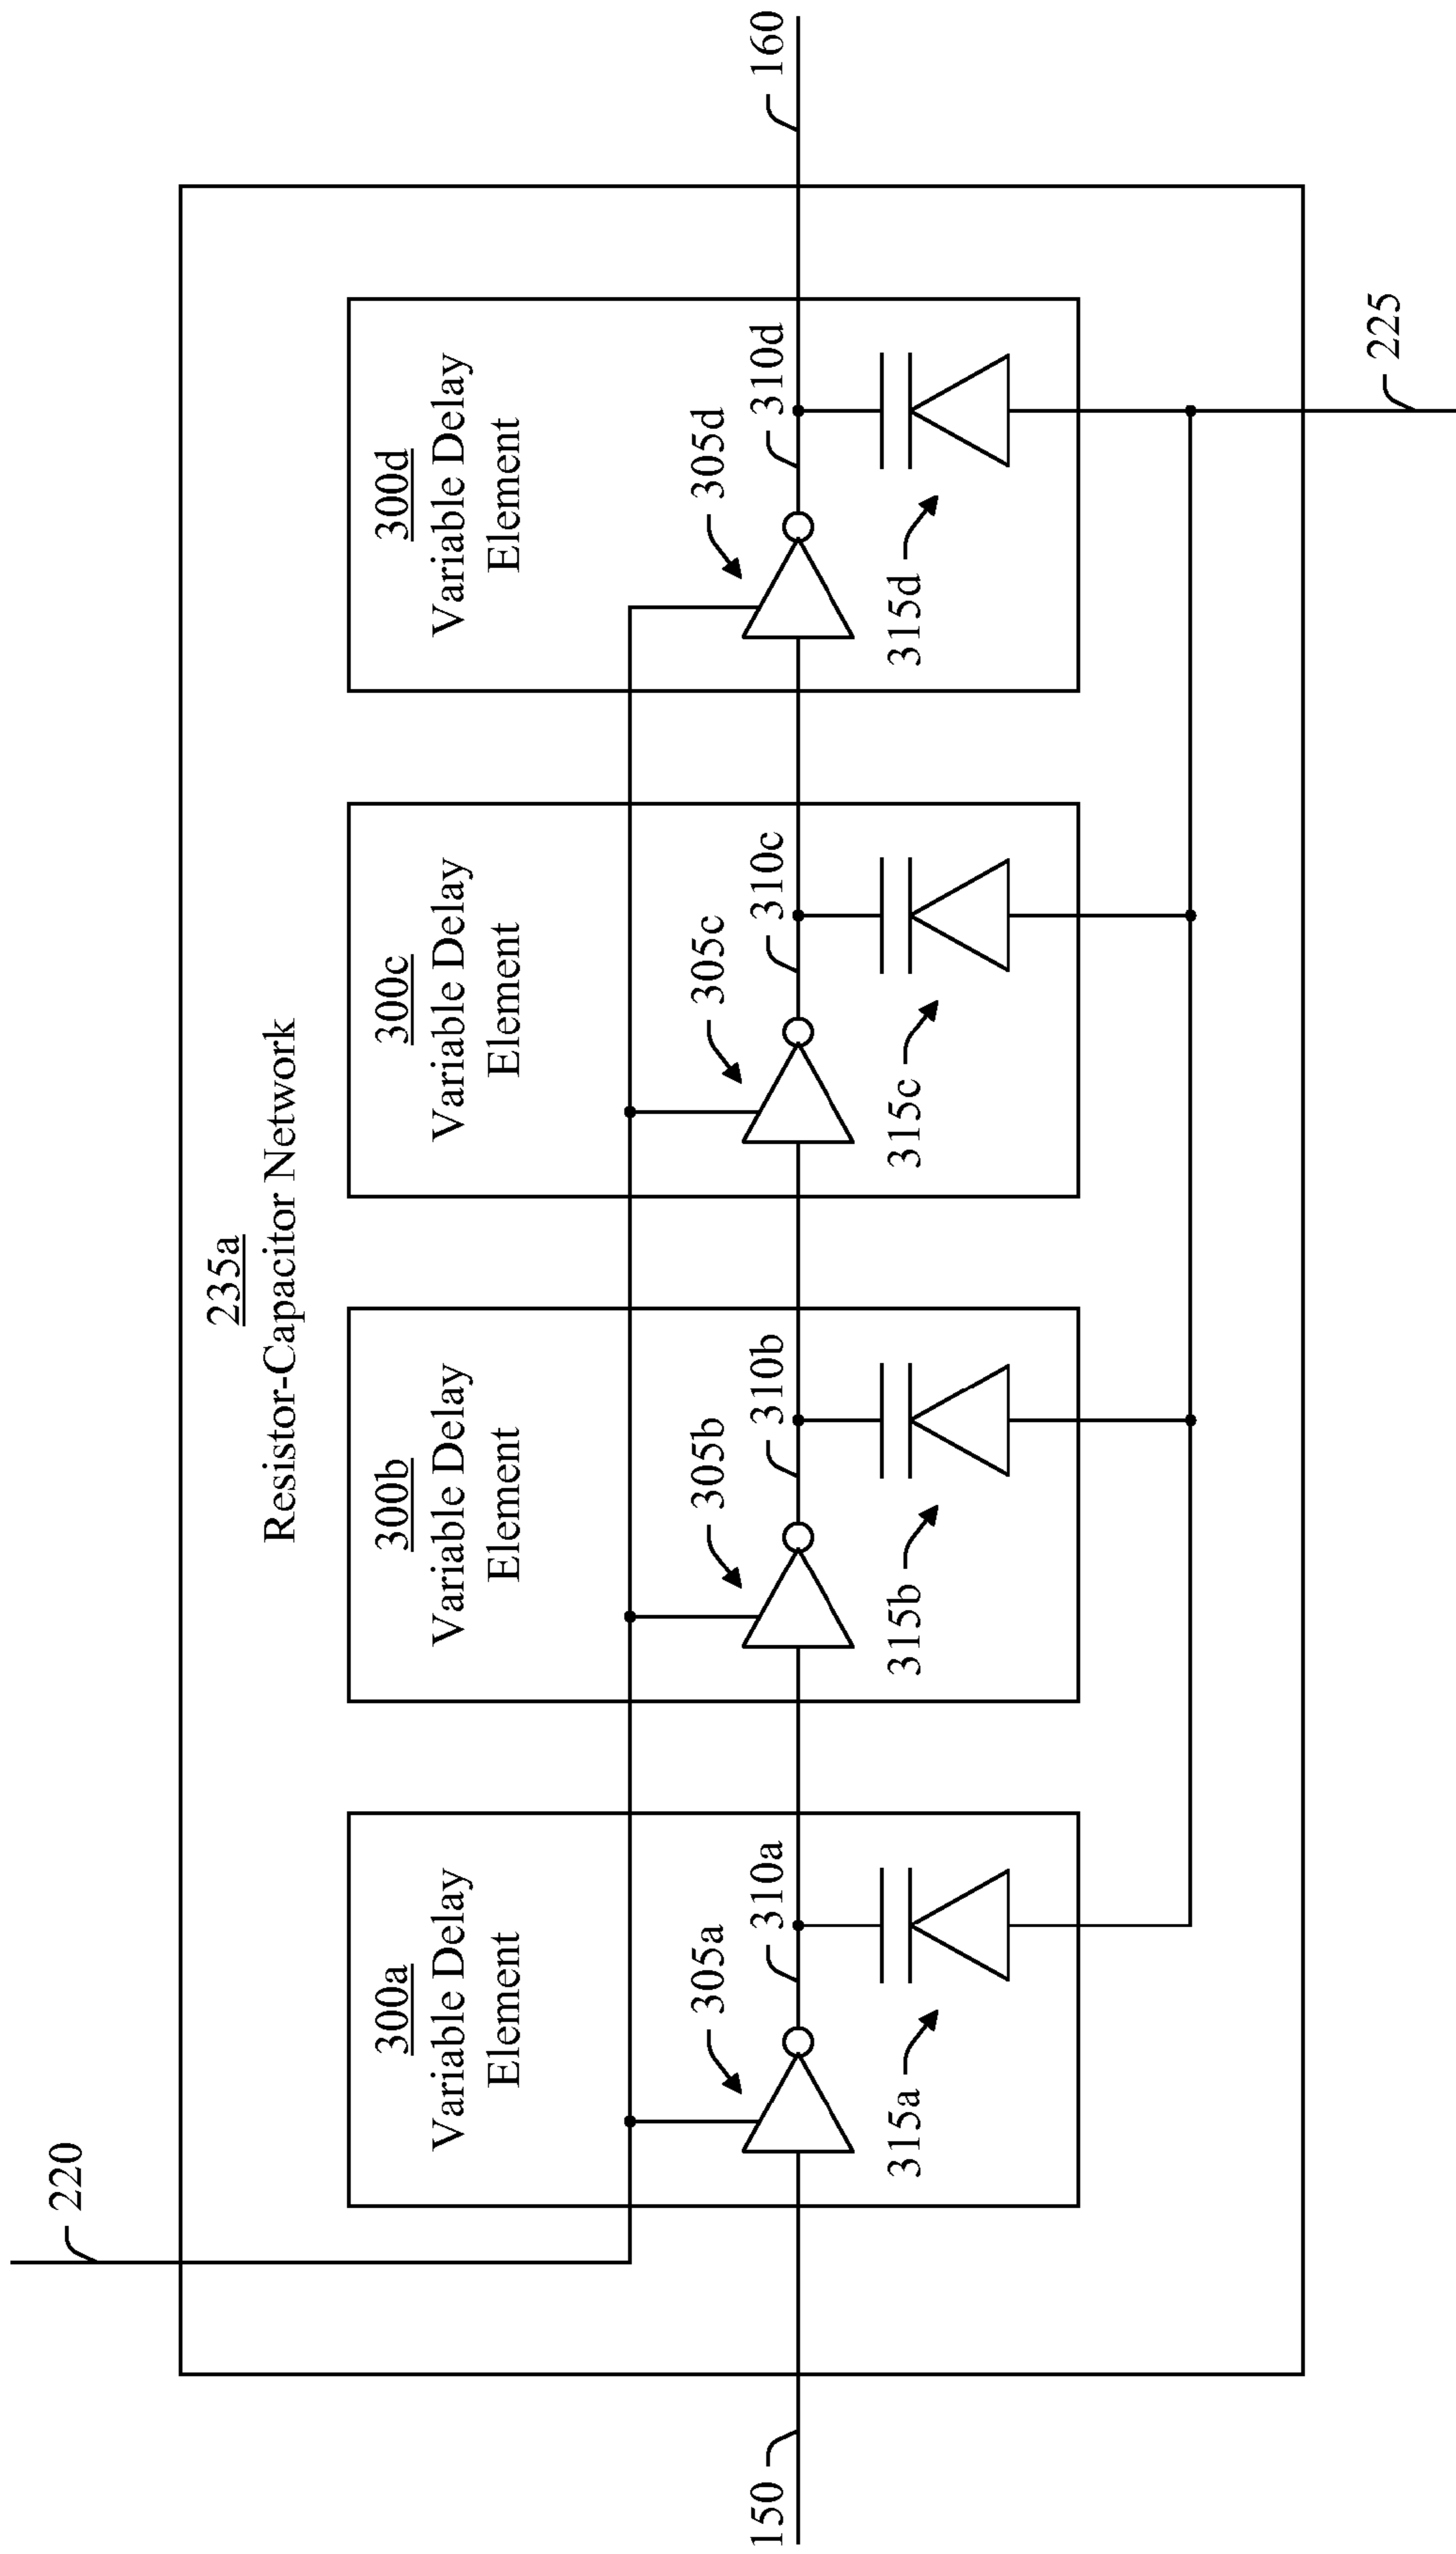 235a
Resistor-Capacitor Network
220
300a
Variable Delay
Element
300b
Variable Delay
Element
300c
Variable Delay
Element
300d
Variable Delay
Element
305a
305b
305c
305d
150
310a
310b
310c
310d
160
315a
315b
315c
315d
225